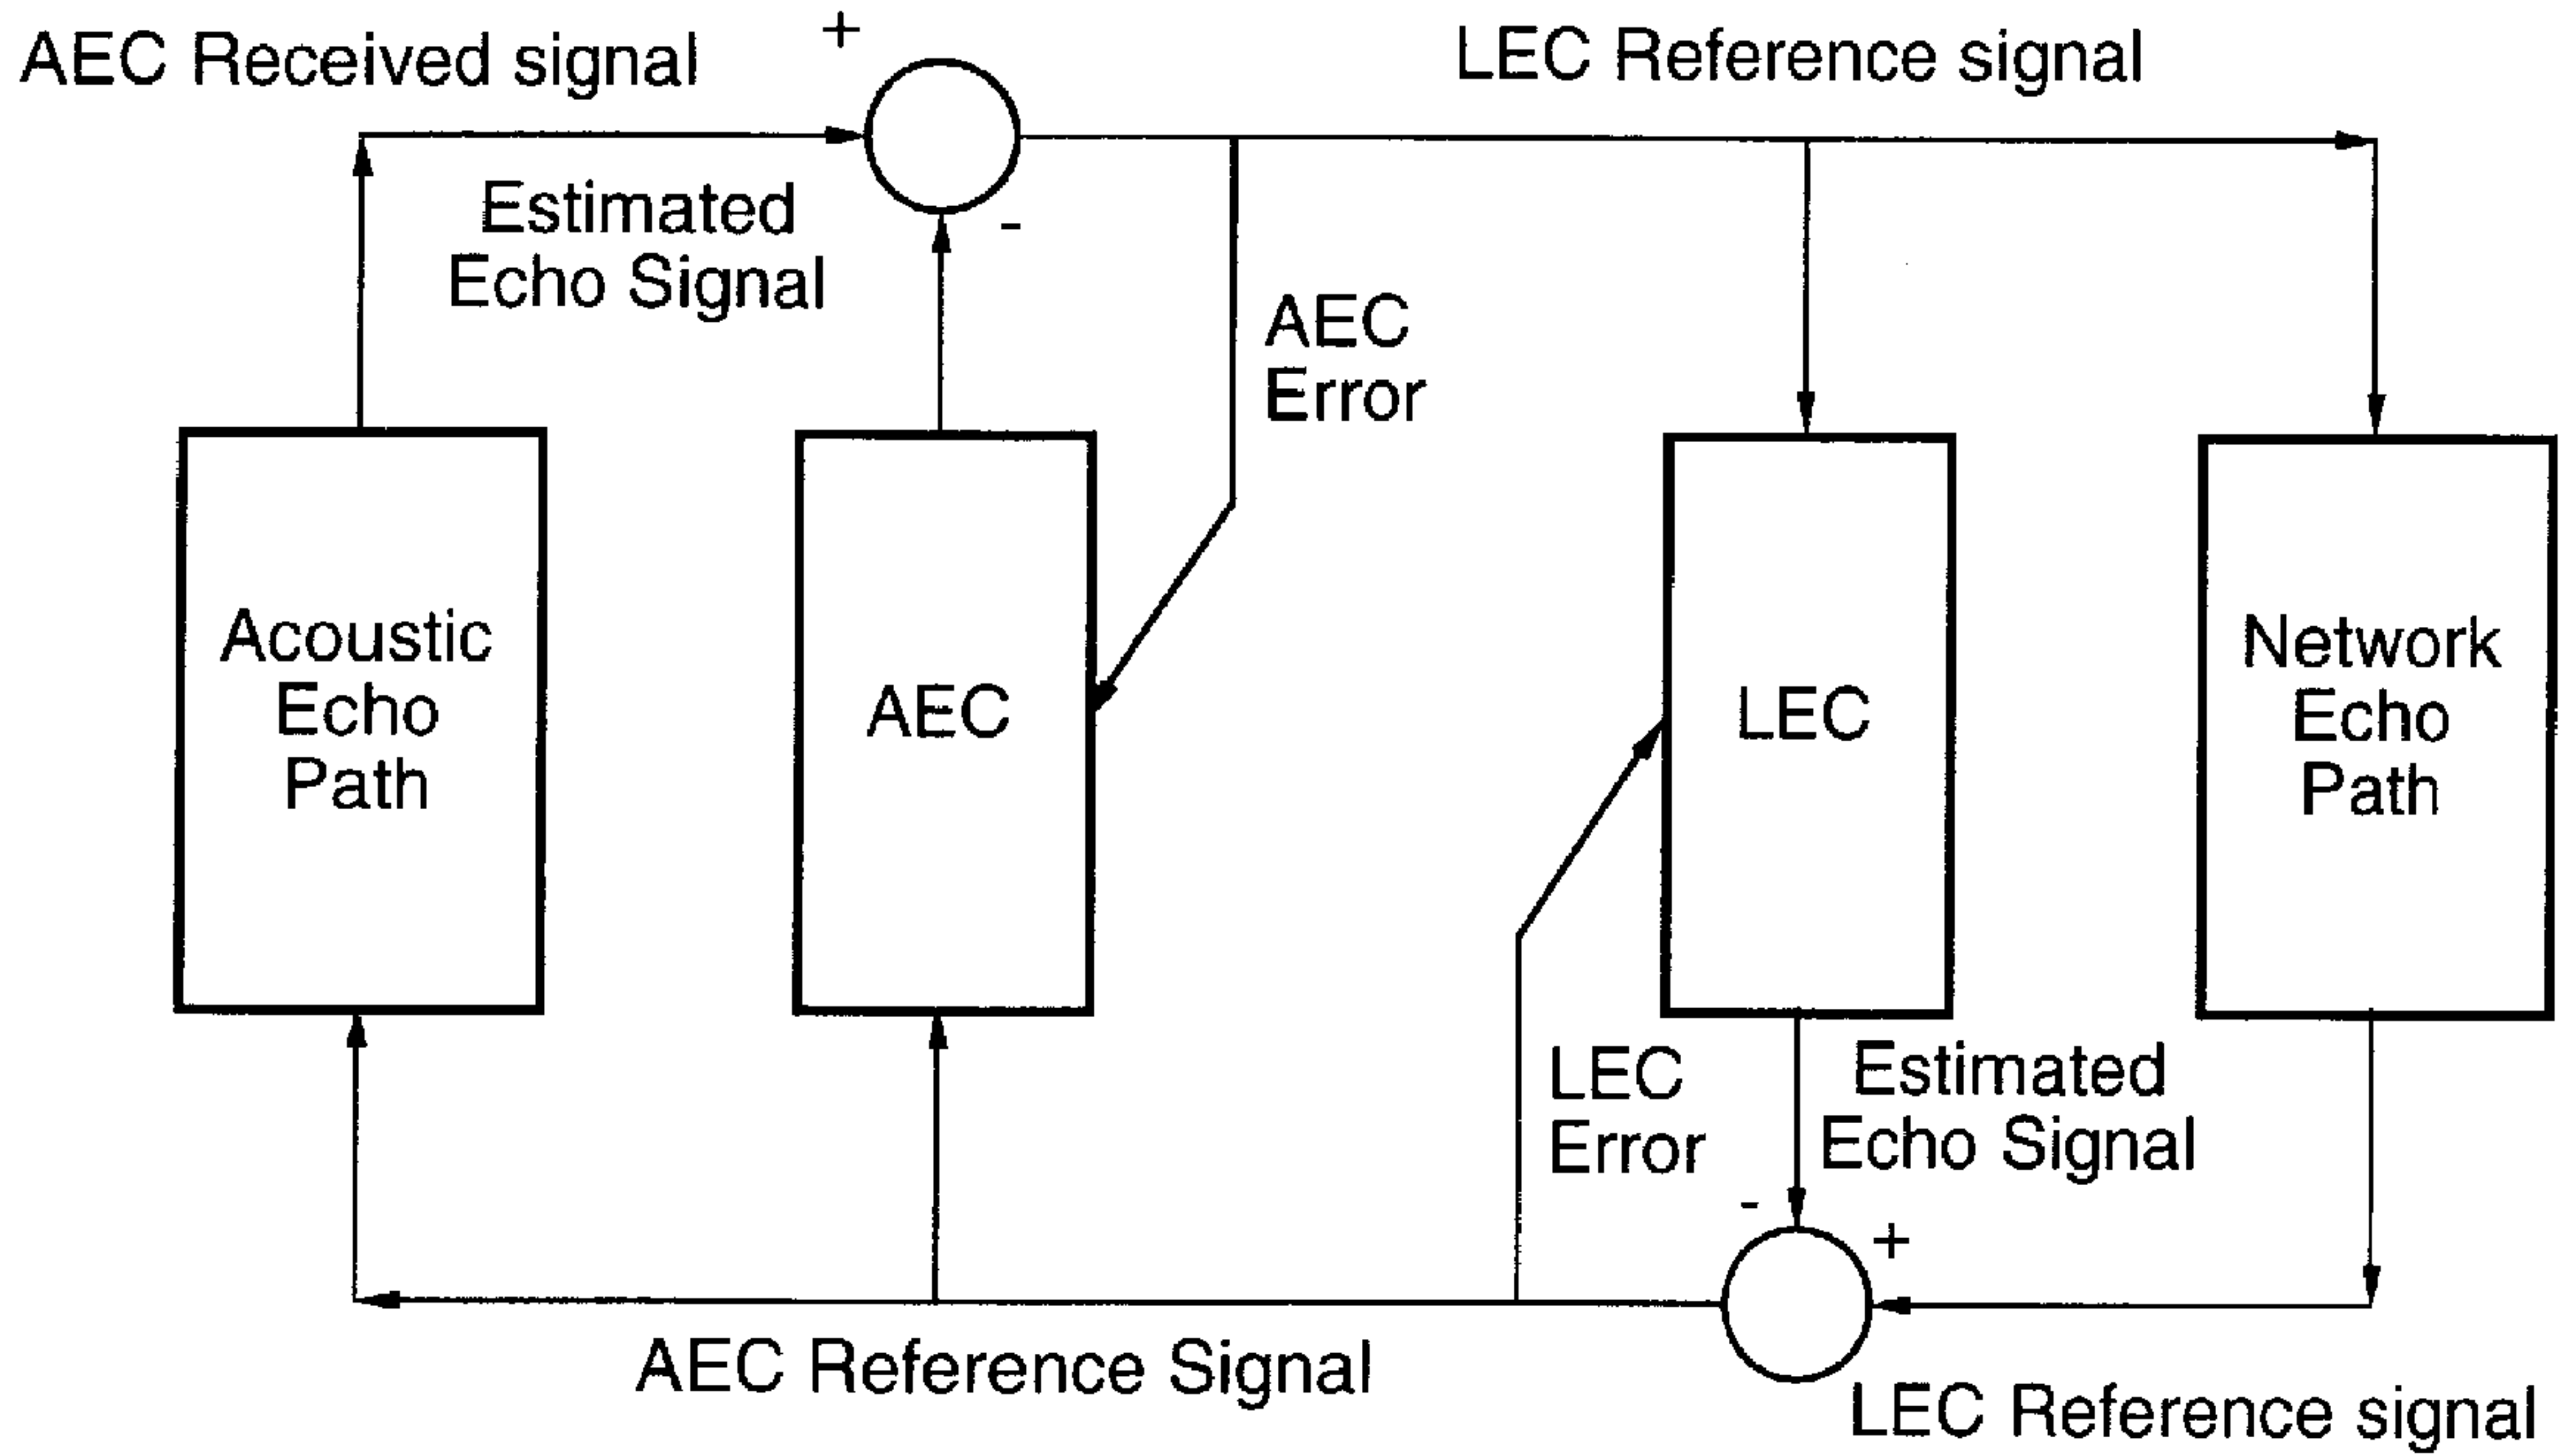 +
AEC Received signal
LEC Reference signal
Estimated
Echo Signal
-
AEC
Error
Acoustic
Echo
Path
AEC
LEC
Network
Echo
Path
LEC
Error
Estimated
Echo Signal
-
+
AEC Reference Signal
LEC Reference signal